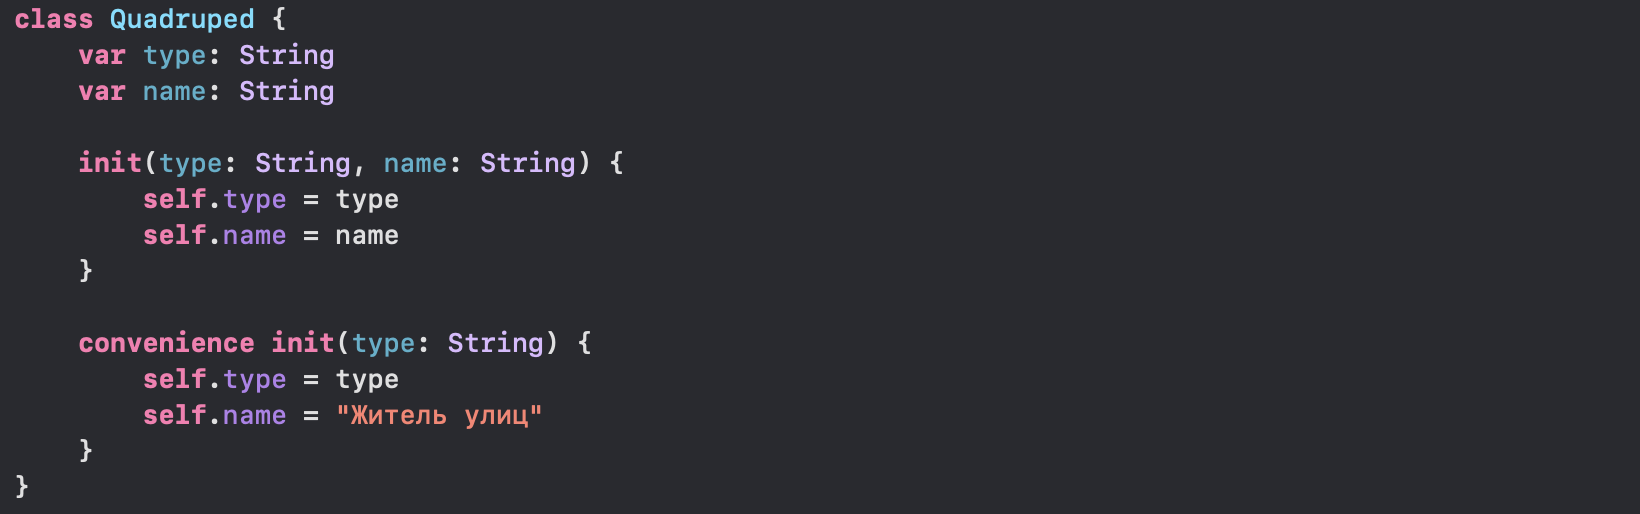 class Quadruped {
    var type: String
    var name: String

    init(type: String, name: String) {
        self.type = type
        self.name = name
    }

    convenience init(type: String) {
        self.type = type
        self.name = "Житель улиц"
    }
}